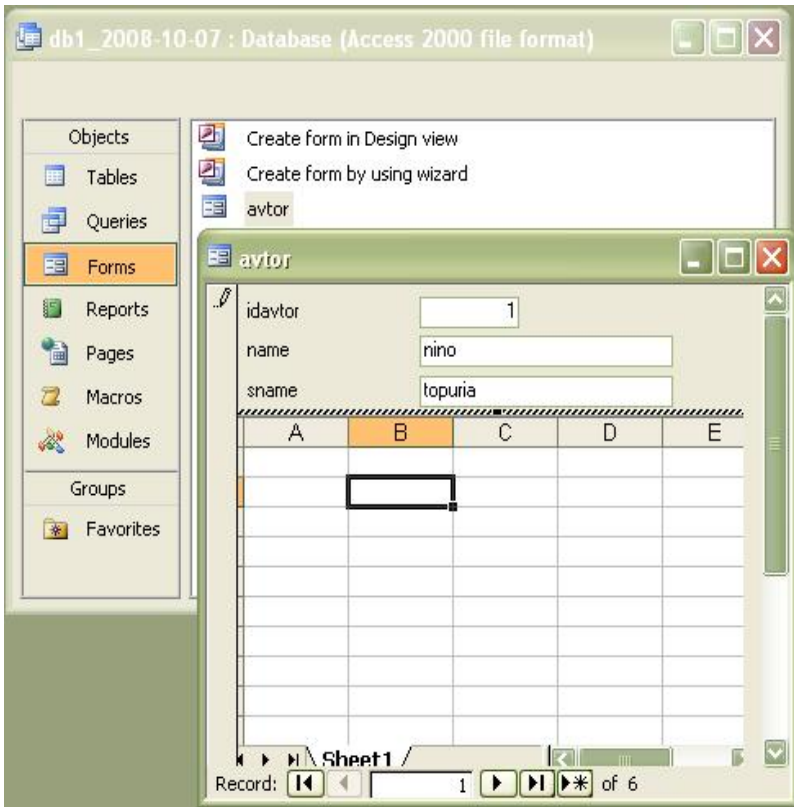 db1_2008-10-07 : Database (Access 2000 file format)
Objects
Tables
Queries
Forms
Reports
Pages
Macros
Modules
Groups
Favorites
Create form in Design view
Create form by using wizard
avtor
avtor
idavtor 1
name nino
sname topuria
A B C D E
Sheet1
Record: 1 of 6